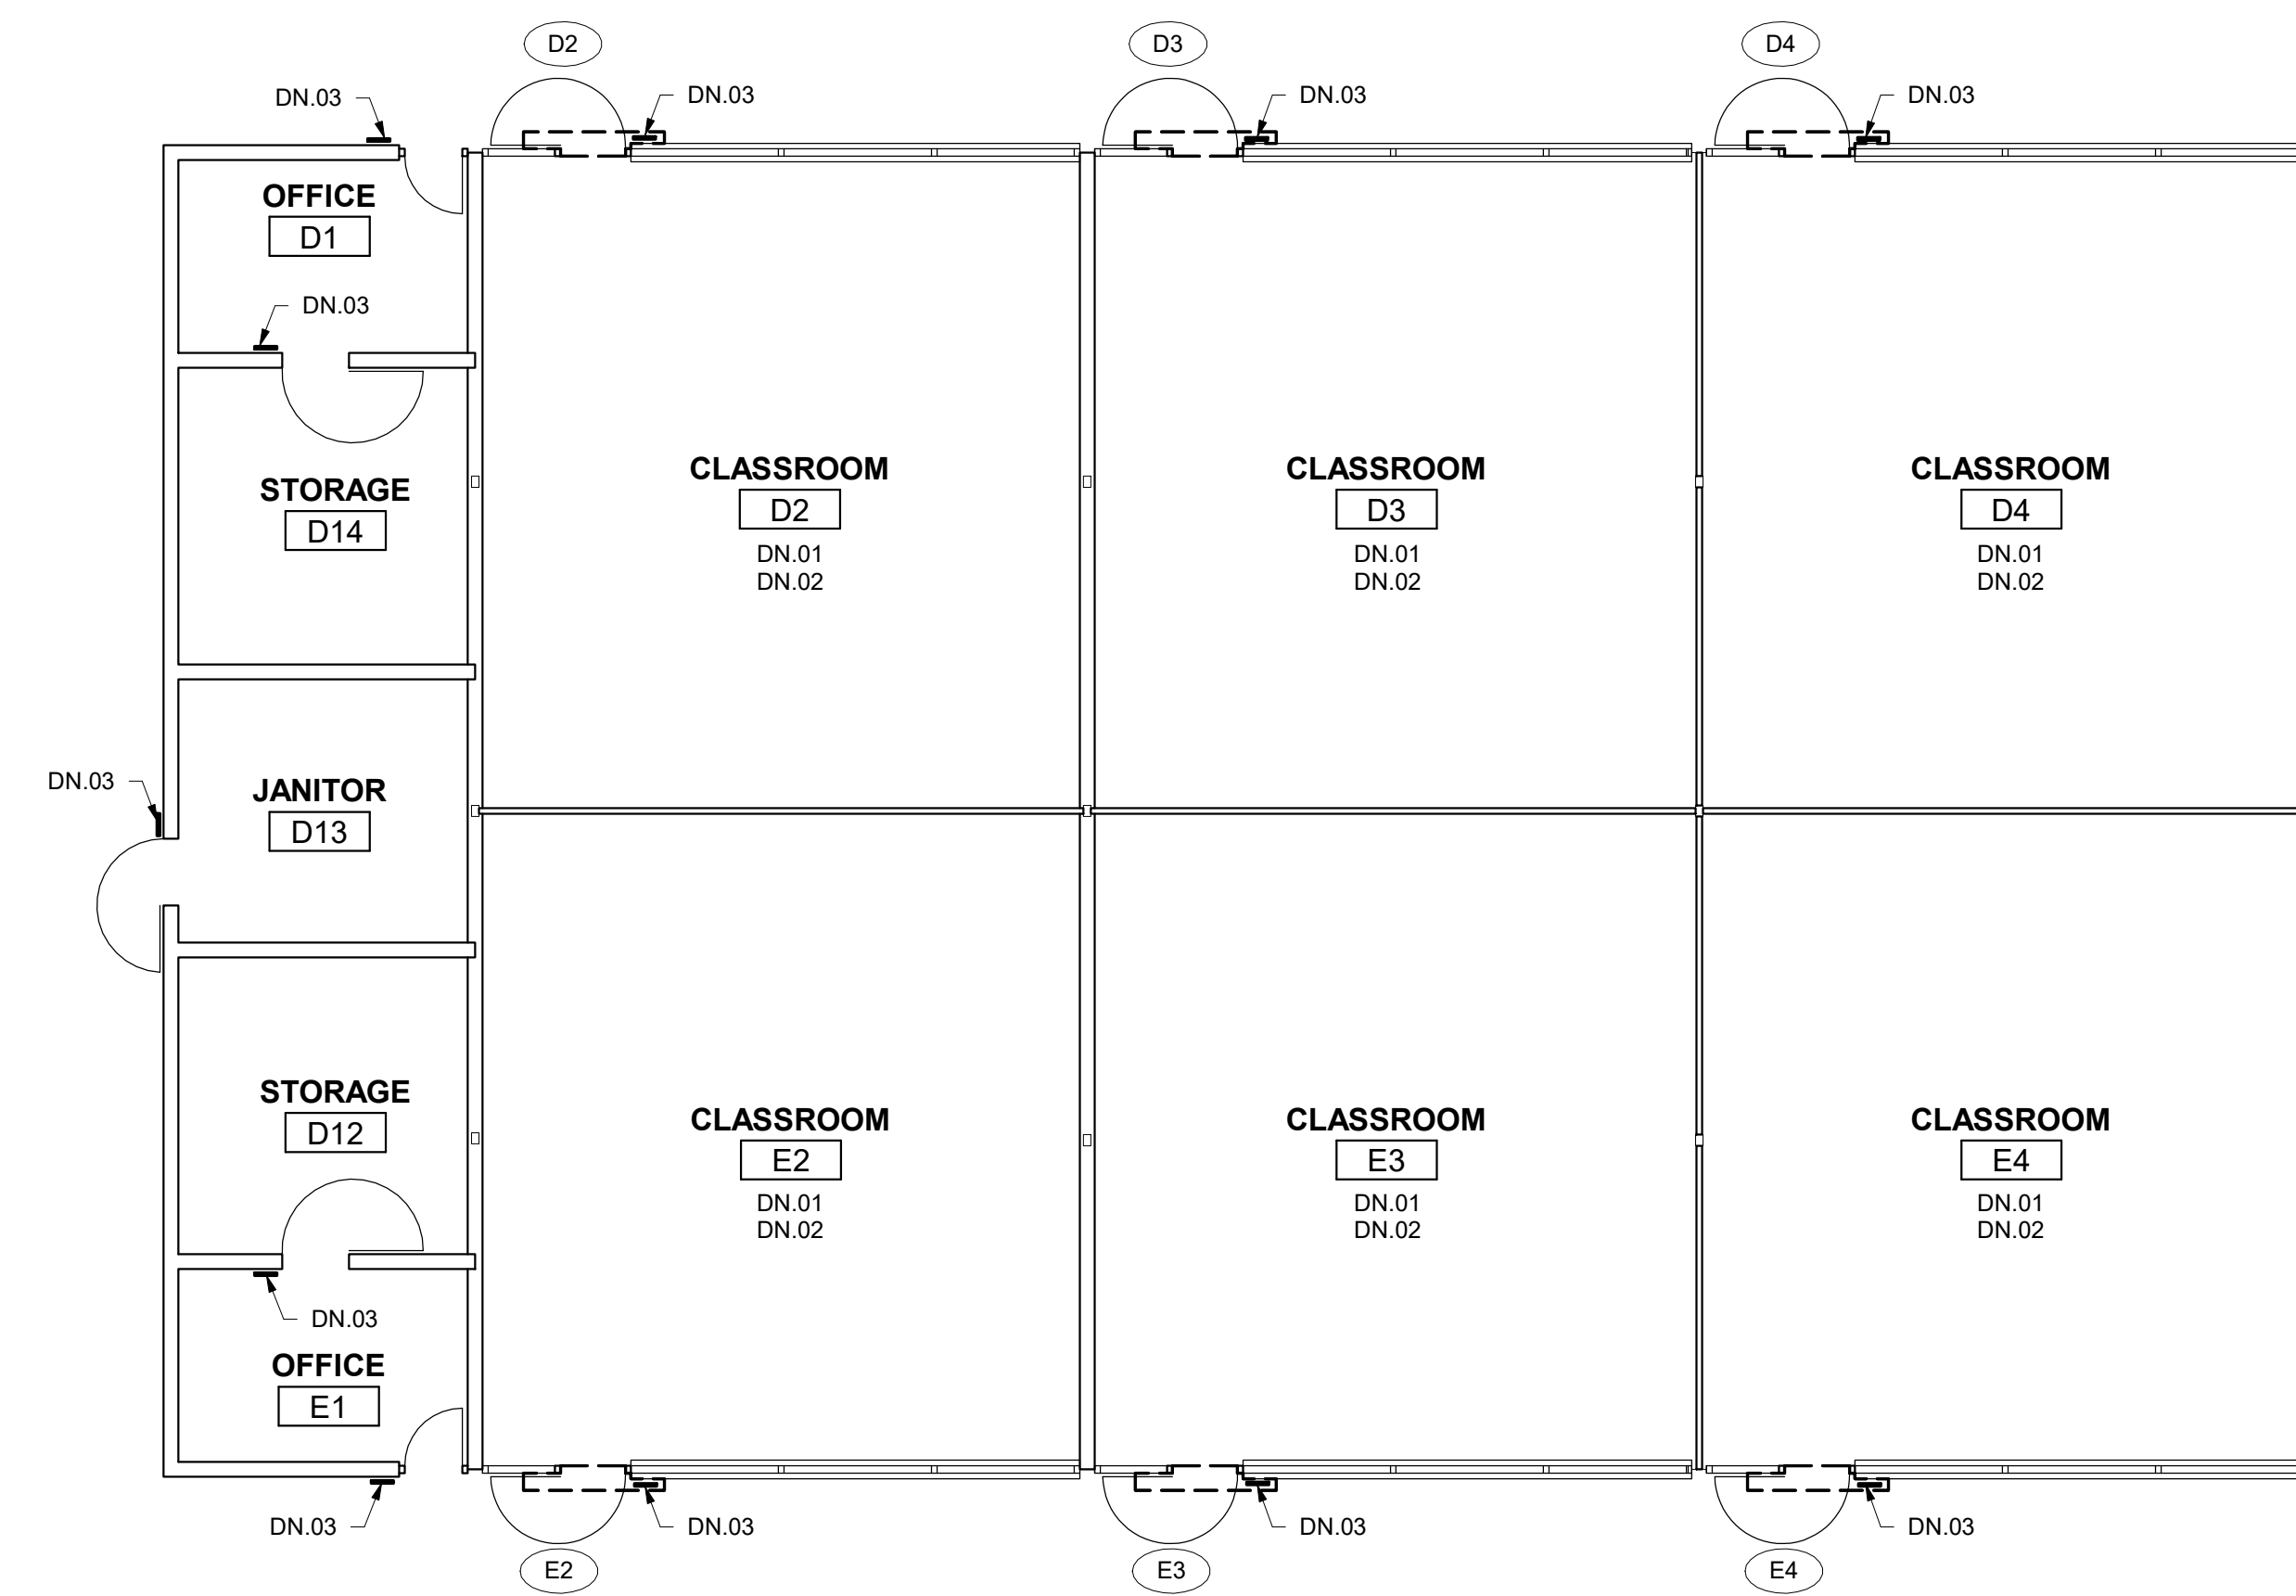 D2
D3
D4
DN.03
DN.03
DN.03
DN.03
OFFICE
D1
DN.03
STORAGE
D14
CLASSROOM
D2
DN.01
DN.02
CLASSROOM
D3
DN.01
DN.02
CLASSROOM
D4
DN.01
DN.02
DN.03
JANITOR
D13
STORAGE
D12
CLASSROOM
E2
DN.01
DN.02
CLASSROOM
E3
DN.01
DN.02
CLASSROOM
E4
DN.01
DN.02
DN.03
OFFICE
E1
DN.03
DN.03
DN.03
DN.03
E2
E3
E4